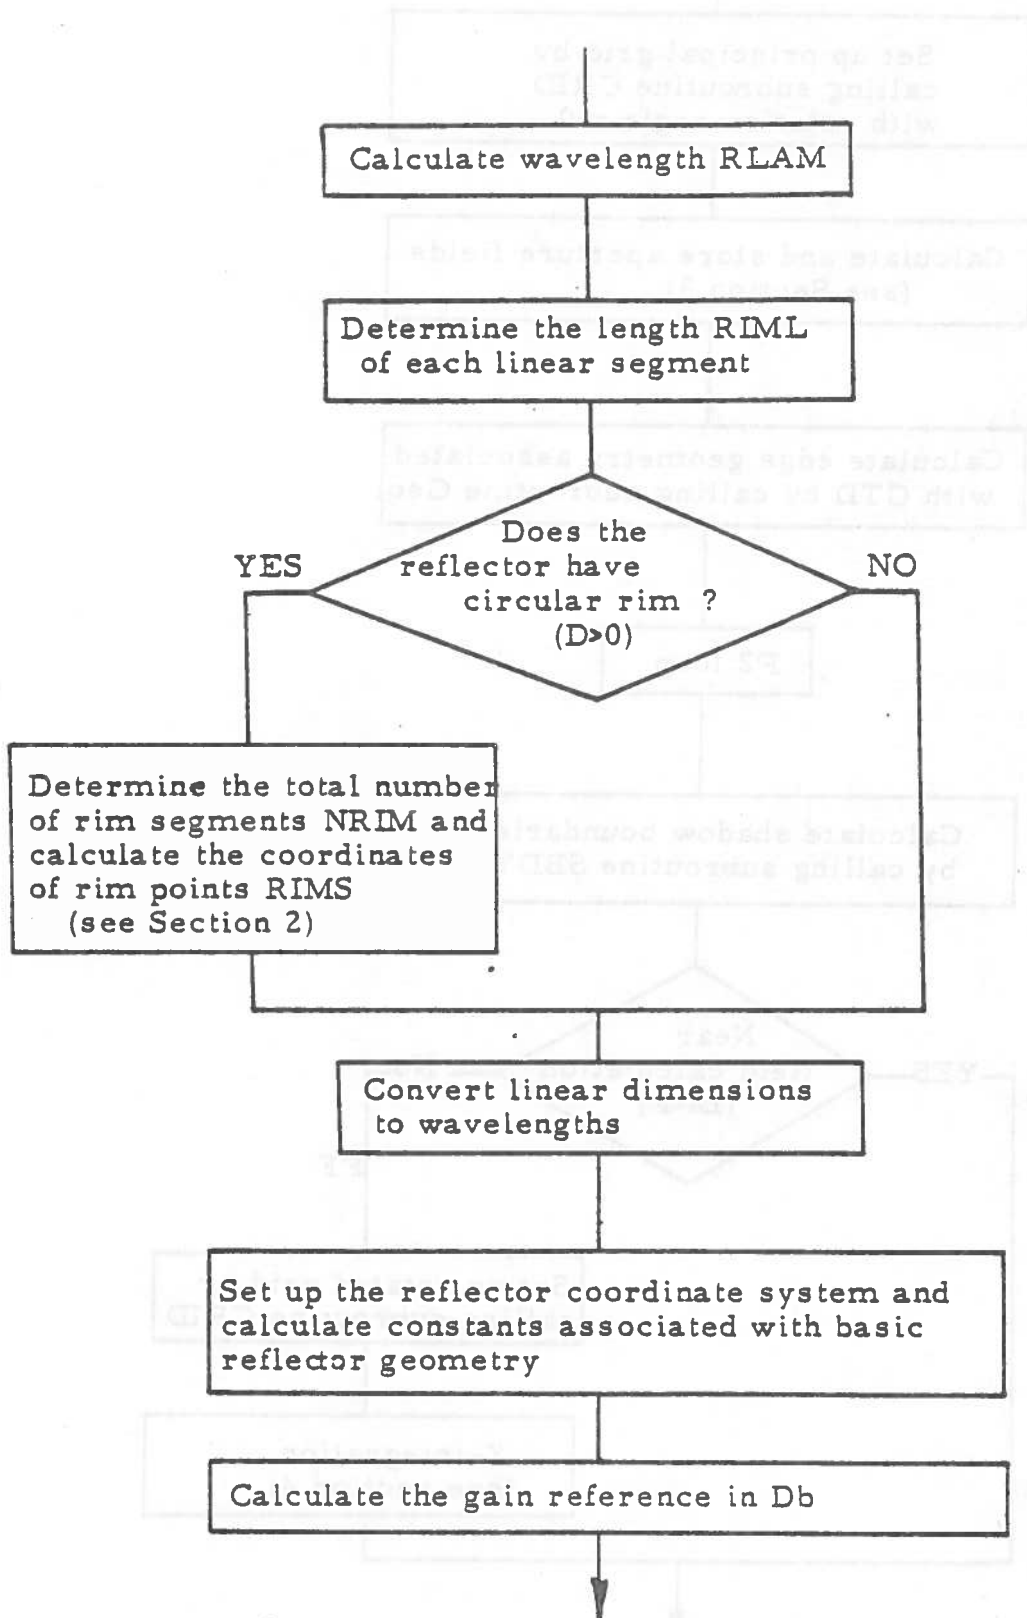 Calculate wavelength RLAM
Determine the length RIML
of each linear segment
Does the
reflector have
circular rim ?
(D>0)
YES
NO
Determine the total number
of rim segments NRIM and
calculate the coordinates
of rim points RIMS
(see Section 2)
Convert linear dimensions
to wavelengths
Set up the reflector coordinate system and
calculate constants associated with basic
reflector geometry
Calculate the gain reference in Db